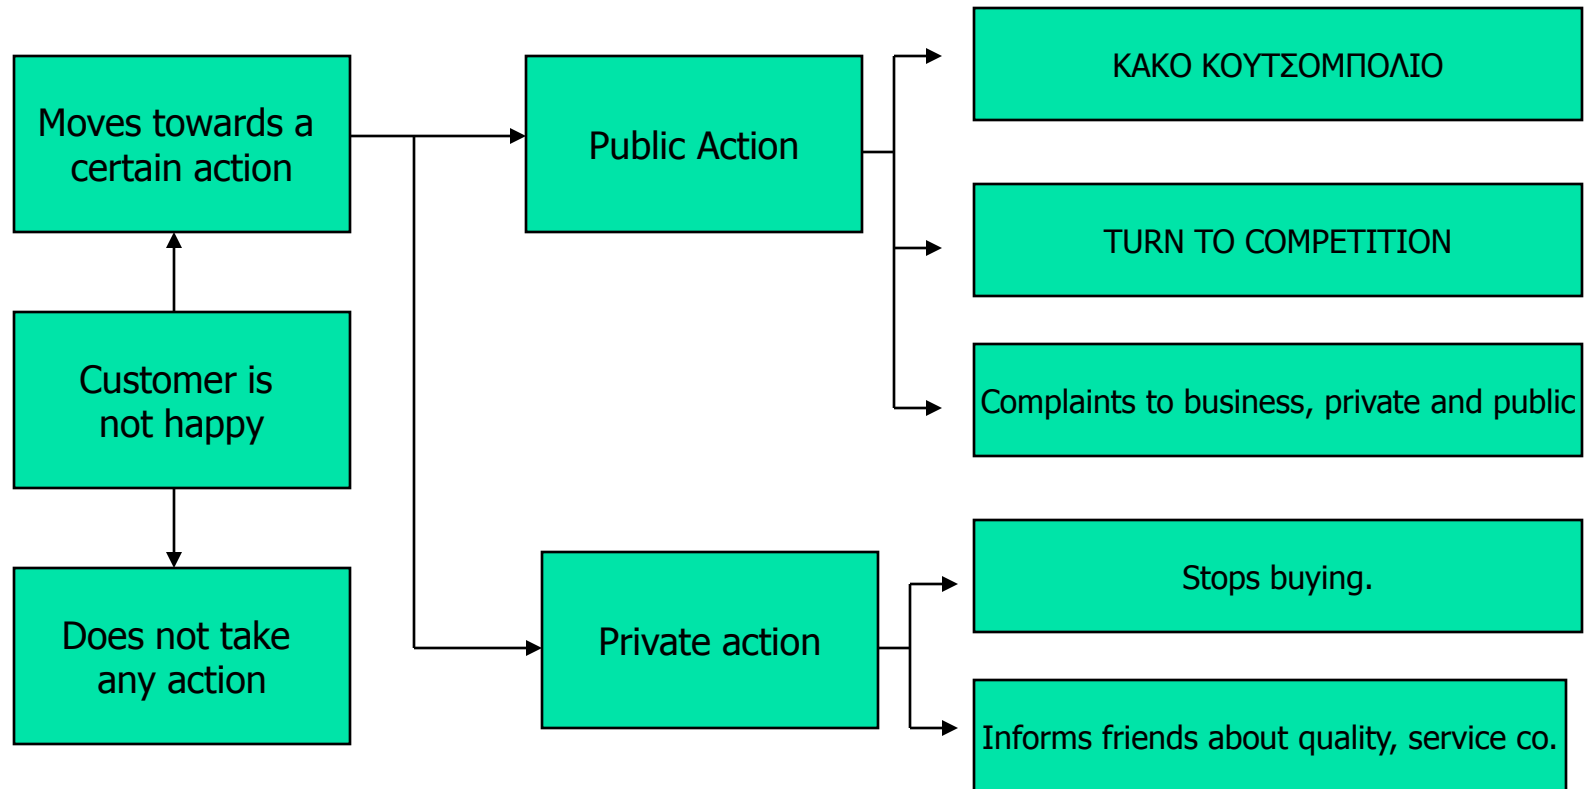 Moves towards a
certain action
Public Action
ΚΑΚΟ ΚΟΥΤΣΟΜΠΟΛΙΟ
TURN TO COMPETITION
Customer is
not happy
Complaints to business, private and public
Does not take
any action
Private action
Stops buying.
Informs friends about quality, service co.